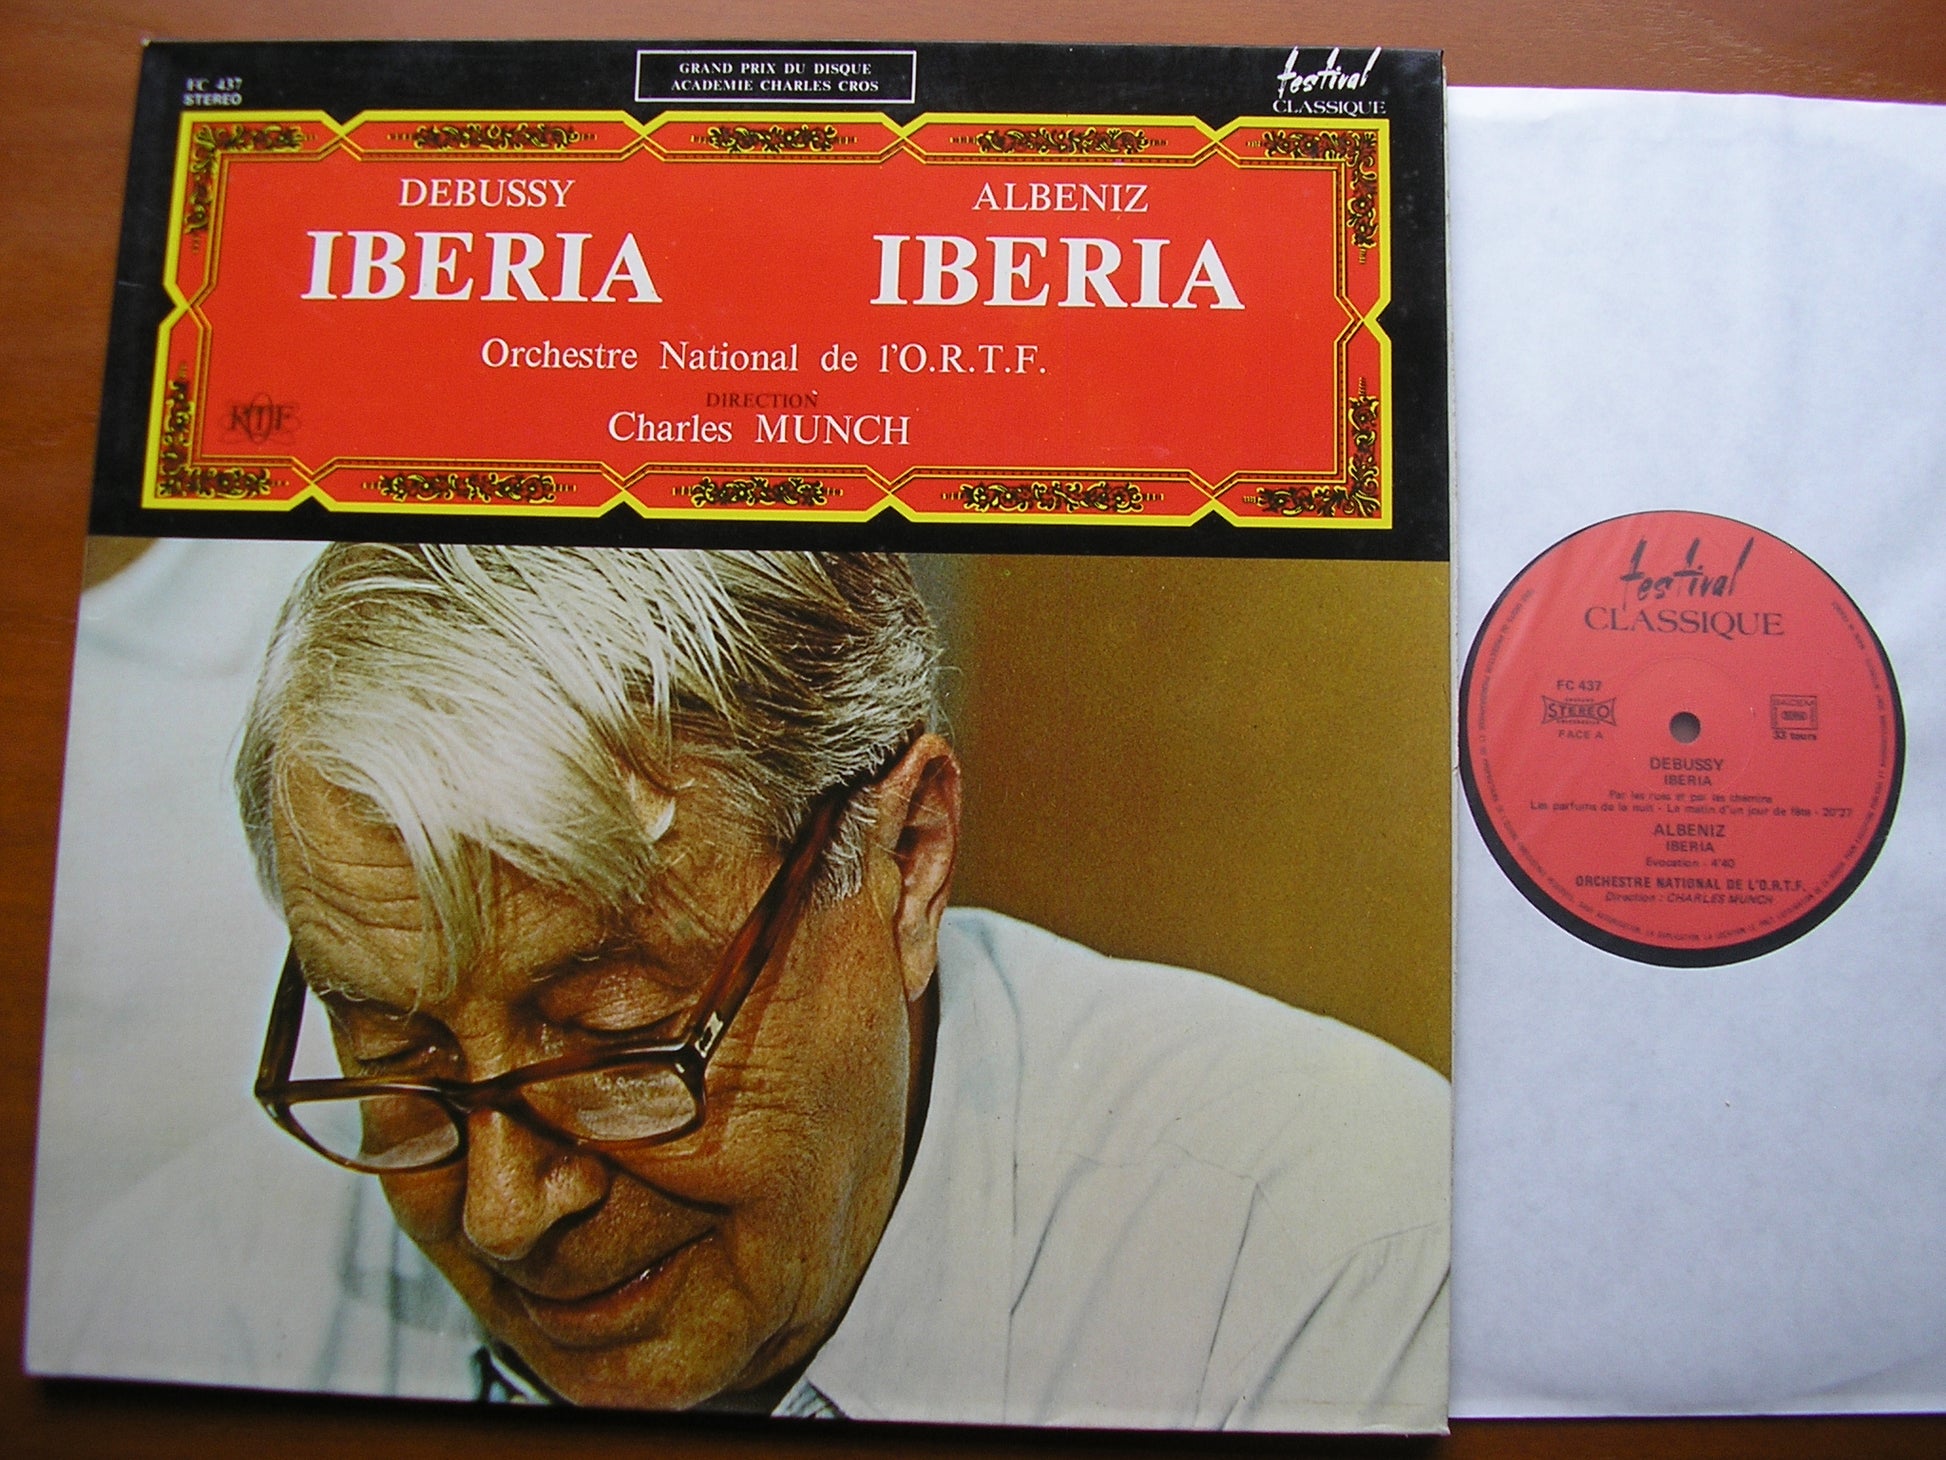 FC 437
STEREO
GRAND PRIX DU DISQUE
ACADEMIE CHARLES CROS
festival
CLASSIQUE
DEBUSSY
IBERIA
ALBENIZ
IBERIA
Orchestre National de l'O.R.T.F.
DIRECTION
Charles MUNCH
RTF
festival
CLASSIQUE
FC 437
STEREO
FACE A
SACEM
33 tours
DEBUSSY
IBERIA
Par les rues et par les chemins
Les parfums de la nuit - Le matin d'un jour de fête - 20'27
ALBENIZ
IBERIA
Evocation - 4'40
ORCHESTRE NATIONAL DE L'O.R.T.F.
Direction : CHARLES MUNCH